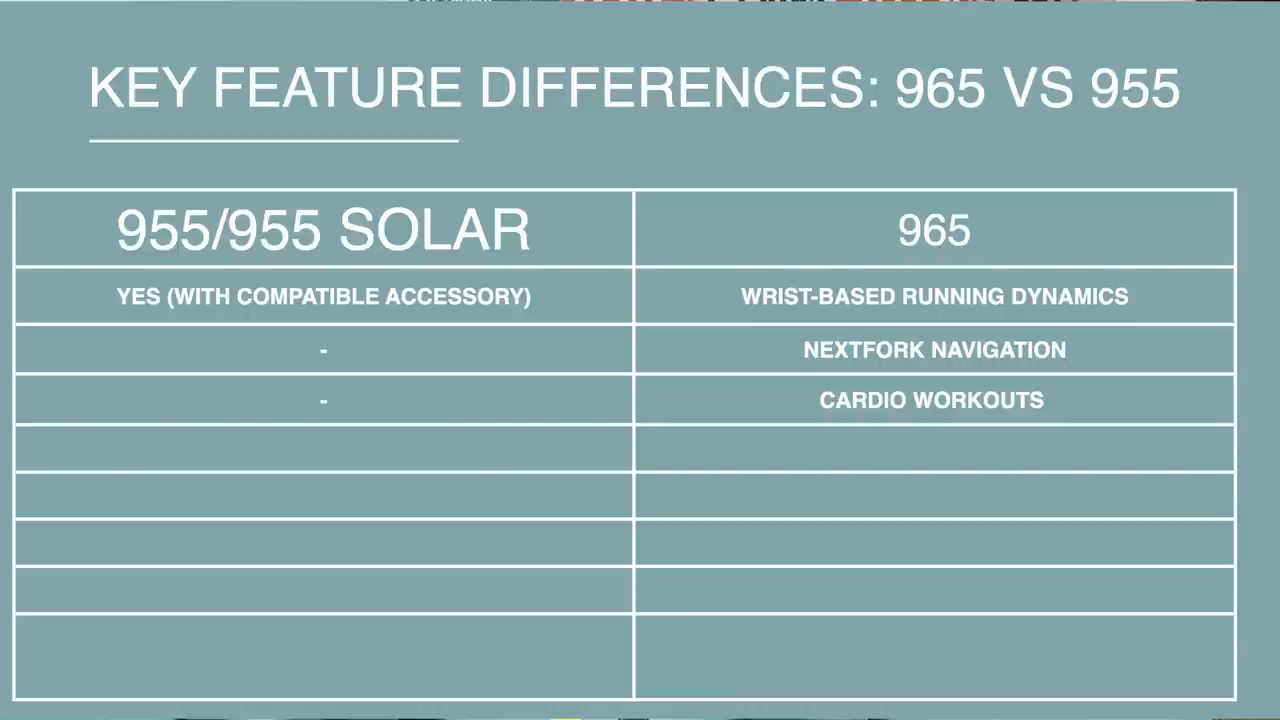 KEY FEATURE DIFFERENCES: 965 VS 955
955/955 SOLAR
965
YES (WITH COMPATIBLE ACCESSORY)
WRIST-BASED RUNNING DYNAMICS
-
NEXTFORK NAVIGATION
-
CARDIO WORKOUTS